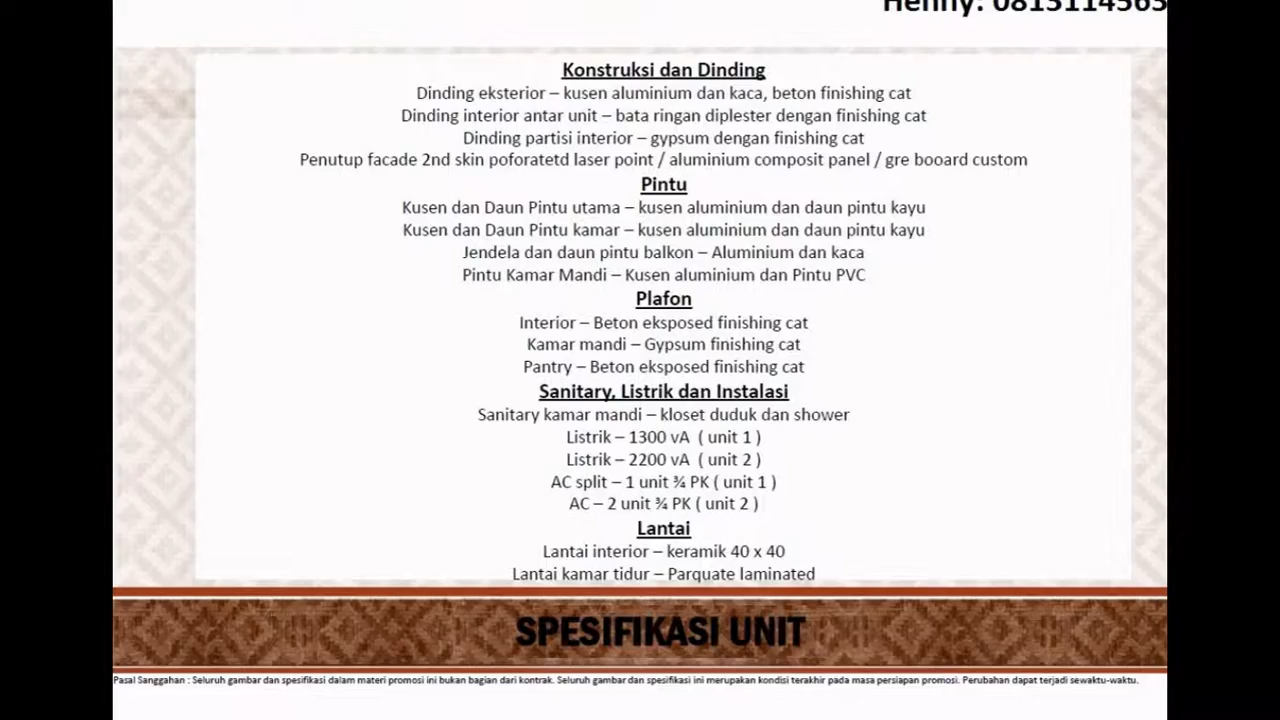 Henny: 0813114563
Konstruksi dan Dinding
Dinding eksterior – kusen aluminium dan kaca, beton finishing cat
Dinding interior antar unit – bata ringan diplester dengan finishing cat
Dinding partisi interior – gypsum dengan finishing cat
Penutup facade 2nd skin poforatetd laser point / aluminium composit panel / gre booard custom
Pintu
Kusen dan Daun Pintu utama – kusen aluminium dan daun pintu kayu
Kusen dan Daun Pintu kamar – kusen aluminium dan daun pintu kayu
Jendela dan daun pintu balkon – Aluminium dan kaca
Pintu Kamar Mandi – Kusen aluminium dan Pintu PVC
Plafon
Interior – Beton eksposed finishing cat
Kamar mandi – Gypsum finishing cat
Pantry – Beton eksposed finishing cat
Sanitary, Listrik dan Instalasi
Sanitary kamar mandi – kloset duduk dan shower
Listrik – 1300 vA ( unit 1 )
Listrik – 2200 vA ( unit 2 )
AC split – 1 unit ¾ PK ( unit 1 )
AC – 2 unit ¾ PK ( unit 2 )
Lantai
Lantai interior – keramik 40 x 40
Lantai kamar tidur – Parquate laminated
SPESIFIKASI UNIT
Pasal Sanggahan : Seluruh gambar dan spesifikasi dalam materi promosi ini bukan bagian dari kontrak. Seluruh gambar dan spesifikasi ini merupakan kondisi terakhir pada masa persiapan promosi. Perubahan dapat terjadi sewaktu-waktu.